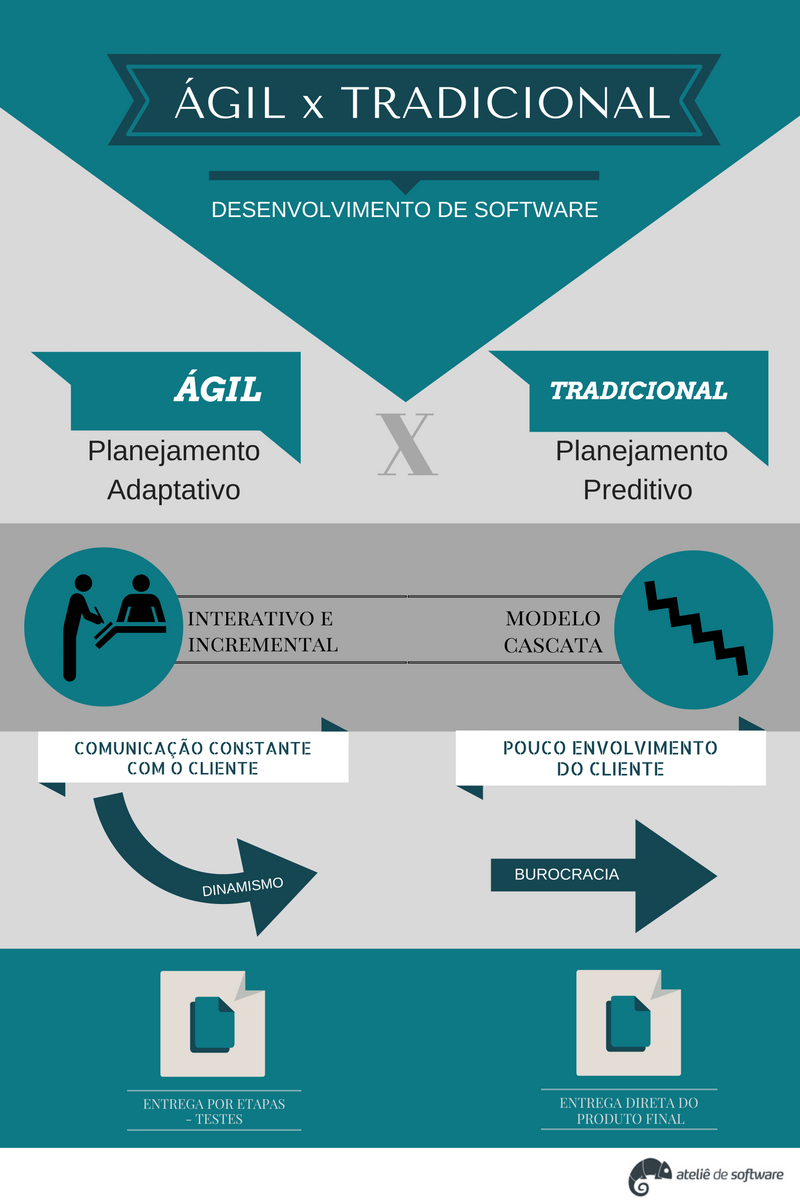 ÁGIL x TRADICIONAL
DESENVOLVIMENTO DE SOFTWARE
ÁGIL
Planejamento
Adaptativo
X
TRADICIONAL
Planejamento
Preditivo
INTERATIVO E
INCREMENTAL
MODELO
CASCATA
COMUNICAÇÃO CONSTANTE
COM O CLIENTE
POUCO ENVOLVIMENTO
DO CLIENTE
DINAMISMO
BUROCRACIA
ENTREGA POR ETAPAS
- TESTES
ENTREGA DIRETA DO
PRODUTO FINAL
ateliê de software